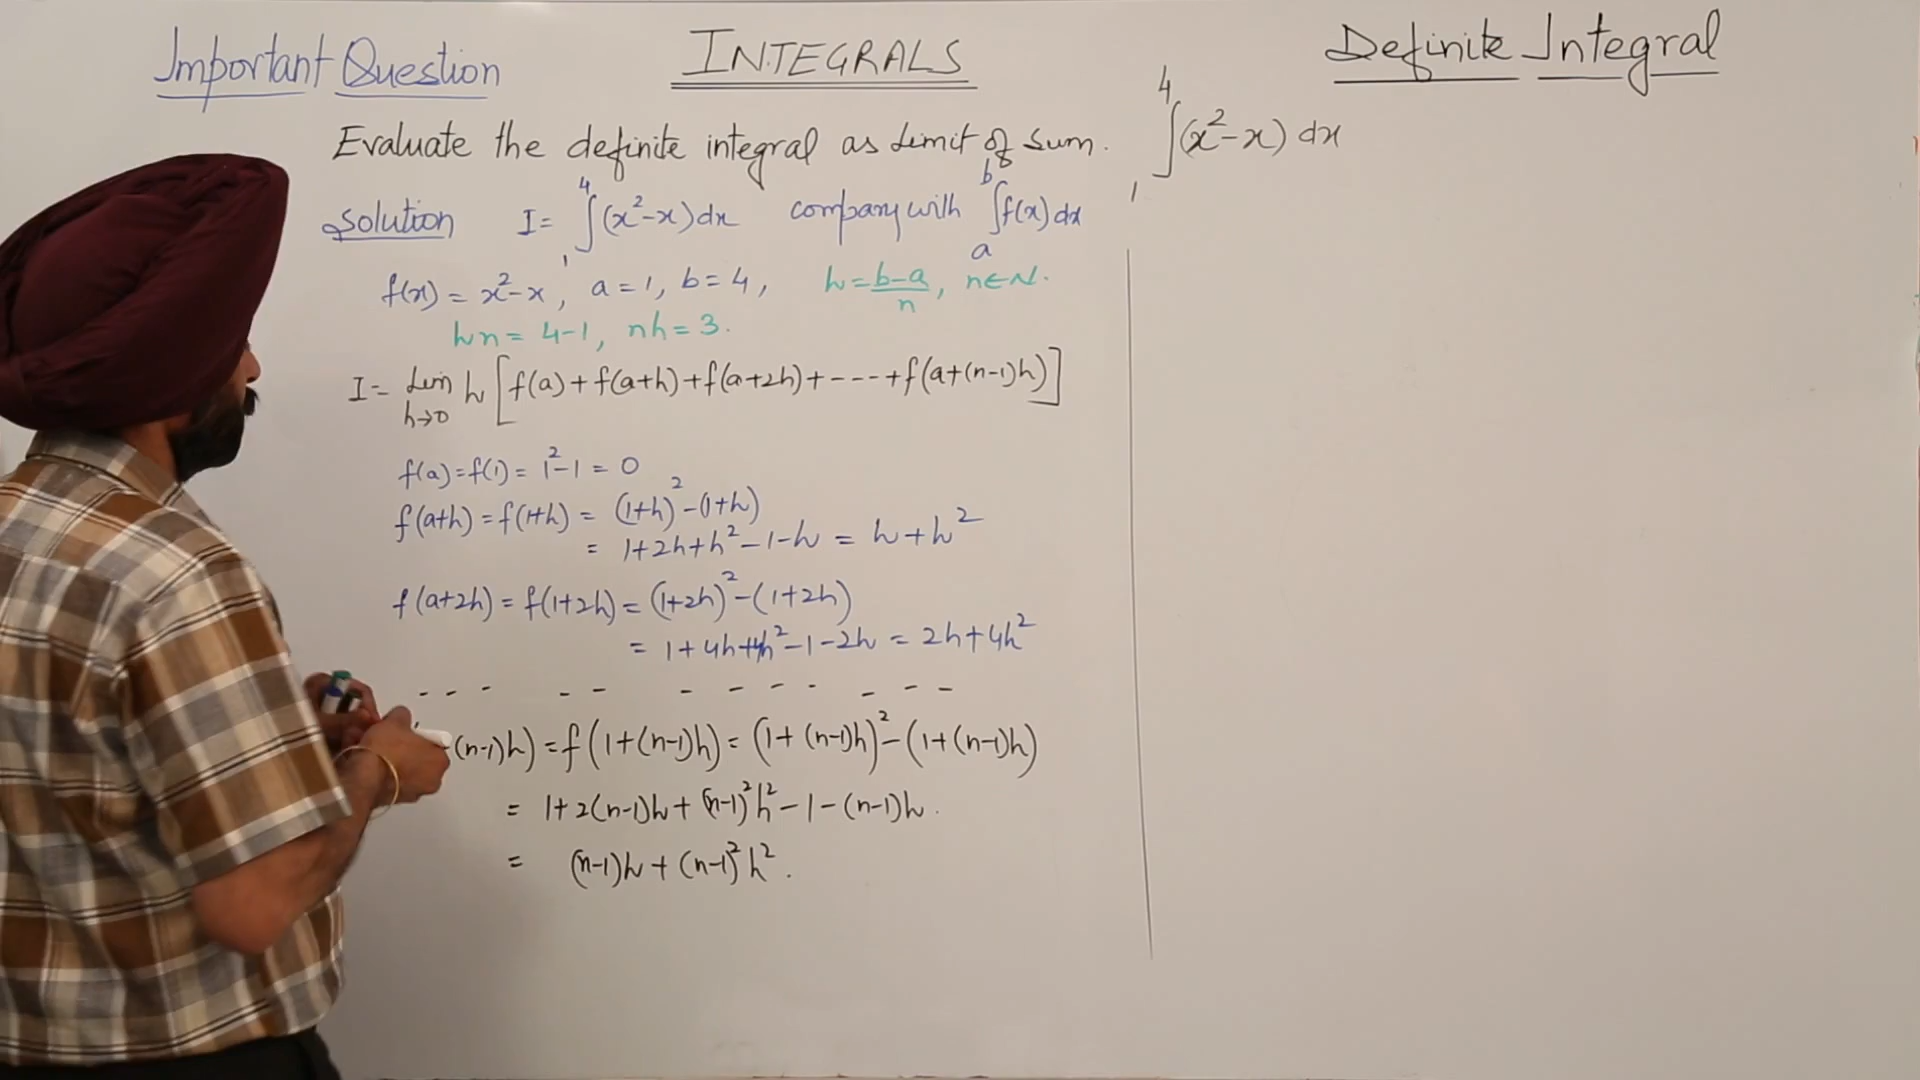 Important Question
INTEGRALS
Definite Integral
Evaluate the definite integral as Limit of Sum. ∫₁⁴(x²-x) dx
Solution I = ∫₁⁴(x²-x)dx company with ∫ₐᵇf(x) dx
f(x) = x²-x, a=1, b=4, h = (b-a)/n, n∈N.
hn = 4-1, nh = 3.
I = Lim h→0 h [f(a)+f(a+h)+f(a+2h)+----+f(a+(n-1)h)]
f(a)=f(1)= 1²-1 = 0
f(a+h) = f(1+h) = (1+h)²-(1+h)
= 1+2h+h²-1-h = h+h²
f(a+2h) = f(1+2h) = (1+2h)²-(1+2h)
= 1+4h+4h²-1-2h = 2h+4h²
--- -- ---- ---
(n-1)h) = f(1+(n-1)h) = (1+(n-1)h)²-(1+(n-1)h)
= 1+2(n-1)h+(n-1)²h²-1-(n-1)h.
= (n-1)h+(n-1)²h².